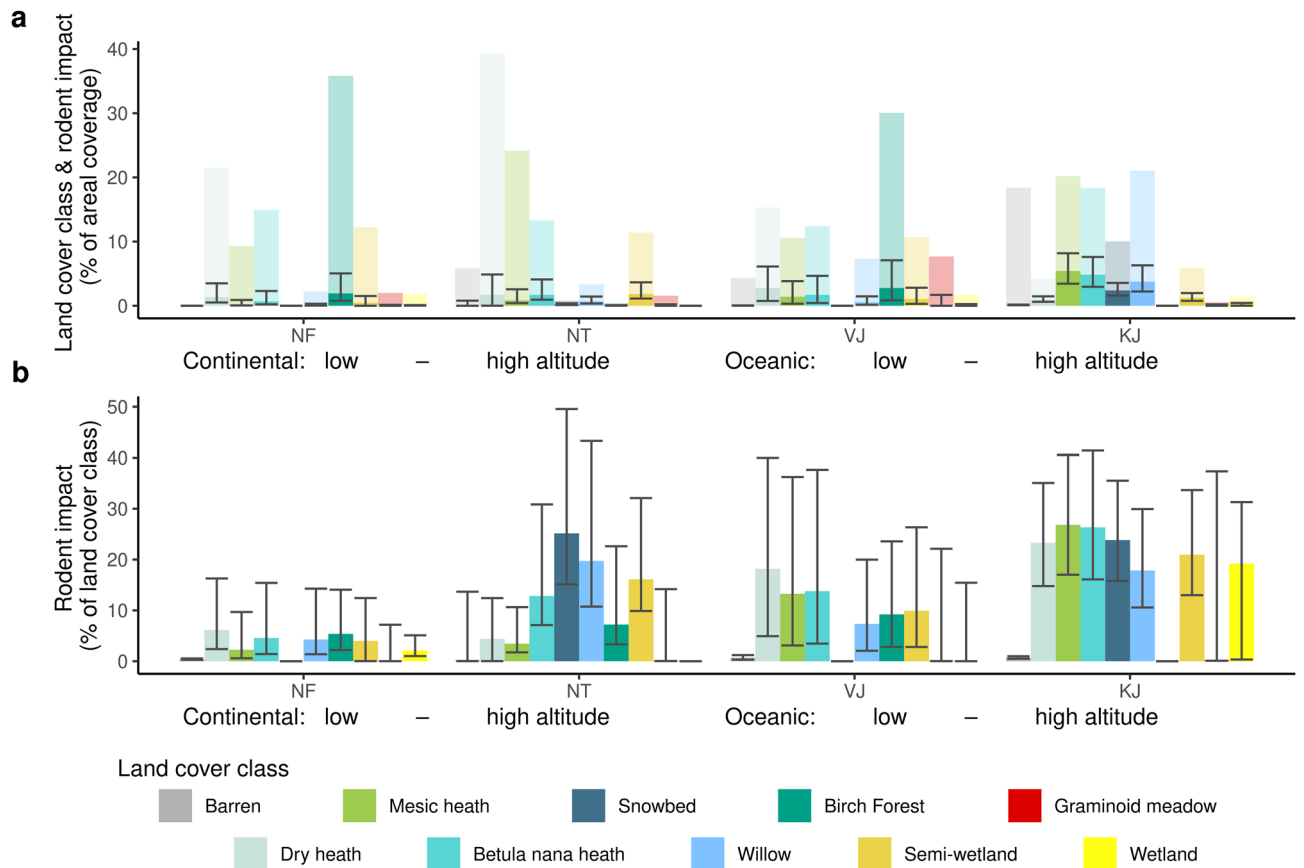 a
Land cover class & rodent impact
(% of areal coverage)
40
30
20
10
0
NF NT VJ KJ
Continental: low – high altitude Oceanic: low – high altitude
b
Rodent impact
(% of land cover class)
50
40
30
20
10
0
NF NT VJ KJ
Continental: low – high altitude Oceanic: low – high altitude
Land cover class
Barren Mesic heath Snowbed Birch Forest Graminoid meadow
Dry heath Betula nana heath Willow Semi-wetland Wetland